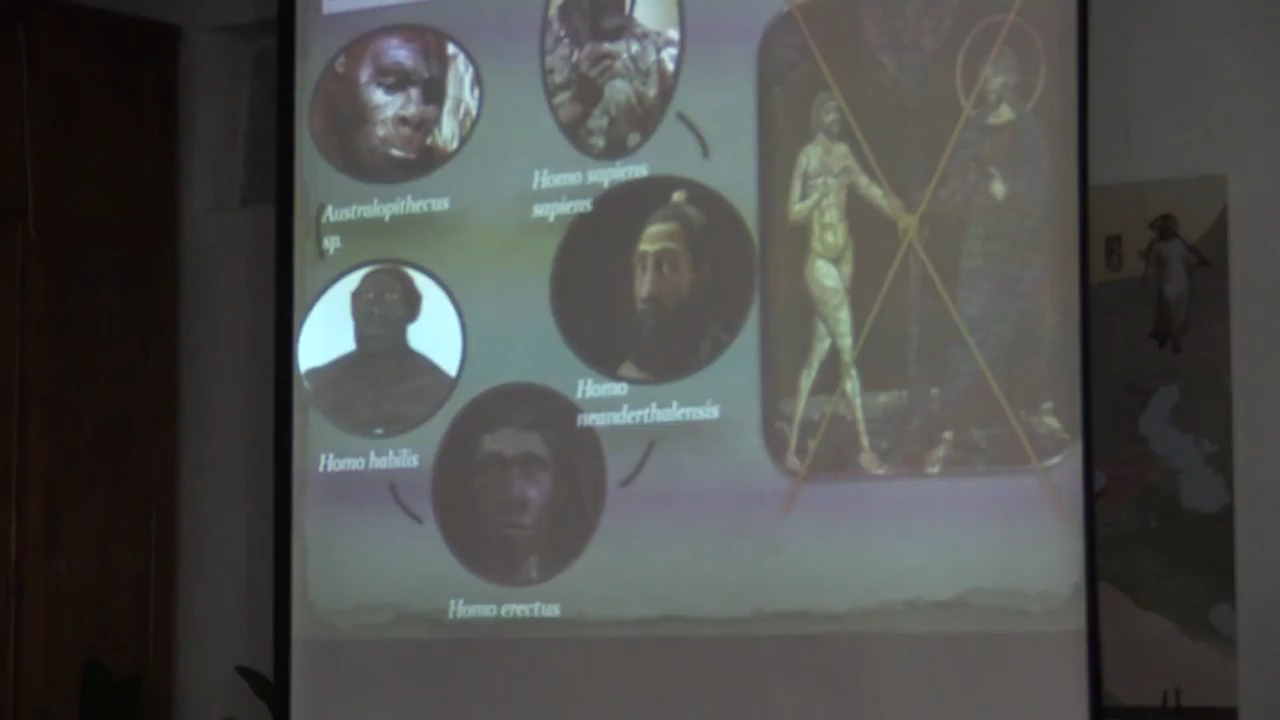 Australopithecus
sp.
Homo sapiens
sapiens
Homo habilis
Homo
neanderthalensis
Homo erectus